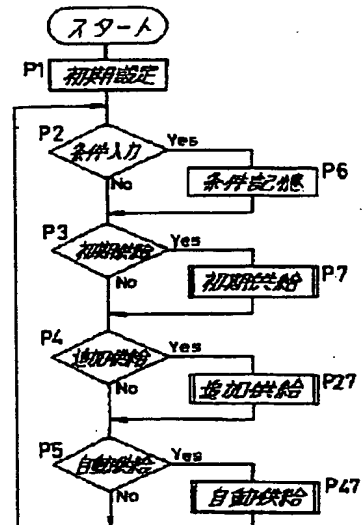 スタート
P1 初期設定
P2 条件入力 Yes
No 条件記憶 P6
P3 初期供給 Yes
No 初期供給 P7
P4 追加供給 Yes
No 追加供給 P27
P5 自動供給 Yes
No 自動供給 P47